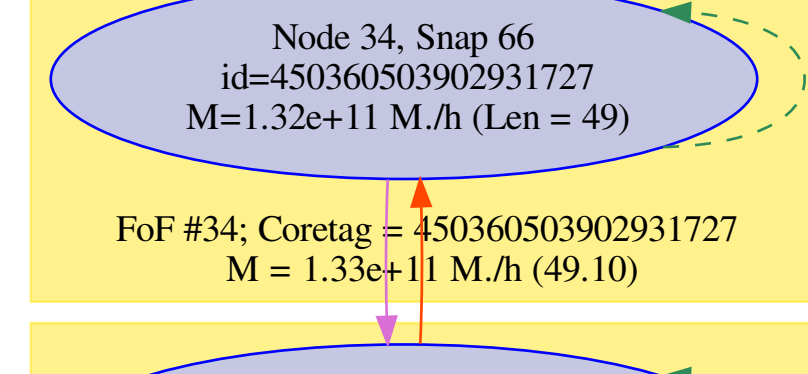 Node 34, Snap 66
id=450360503902931727
M=1.32e+11 M./h (Len = 49)
FoF #34; Coretag = 450360503902931727
M = 1.33e+11 M./h (49.10)